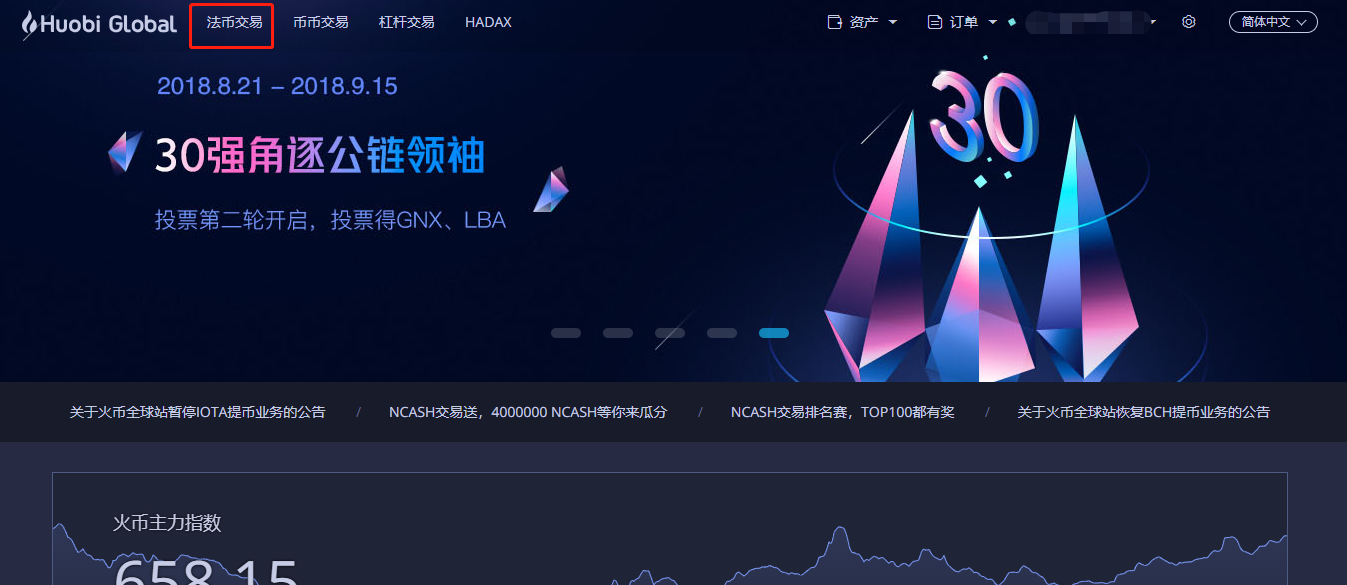 Huobi Global 法币交易 币币交易 杠杆交易 HADAX 资产 订单 简体中文
2018.8.21 – 2018.9.15
30
30强角逐公链领袖
投票第二轮开启，投票得GNX、LBA
关于火币全球站暂停IOTA提币业务的公告 / NCASH交易送，4000000 NCASH等你来瓜分 / NCASH交易排名赛，TOP100都有奖 / 关于火币全球站恢复BCH提币业务的公告
火币主力指数
658.15